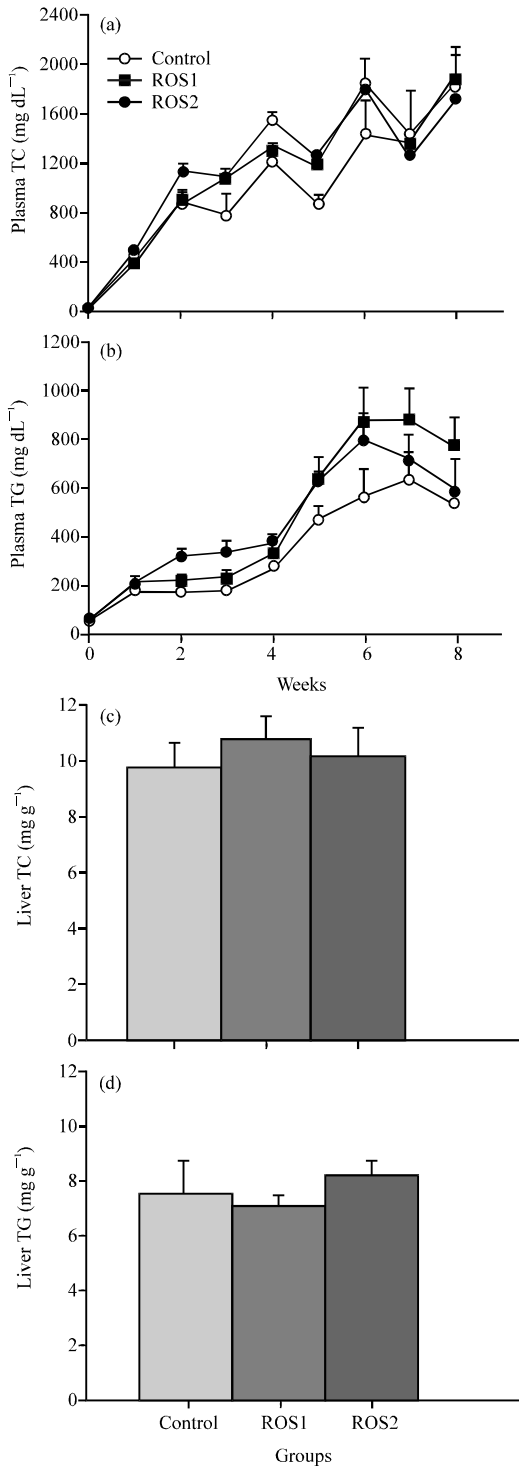 (a)
Control
ROS1
ROS2
Plasma TC (mg dL⁻¹)
2400
2000
1600
1200
800
400
0
(b)
Plasma TG (mg dL⁻¹)
1200
1000
800
600
400
200
0
0 2 4 6 8
Weeks
(c)
Liver TC (mg g⁻¹)
12
10
8
6
4
2
0
(d)
Liver TG (mg g⁻¹)
12
10
8
6
4
2
0
Control ROS1 ROS2
Groups